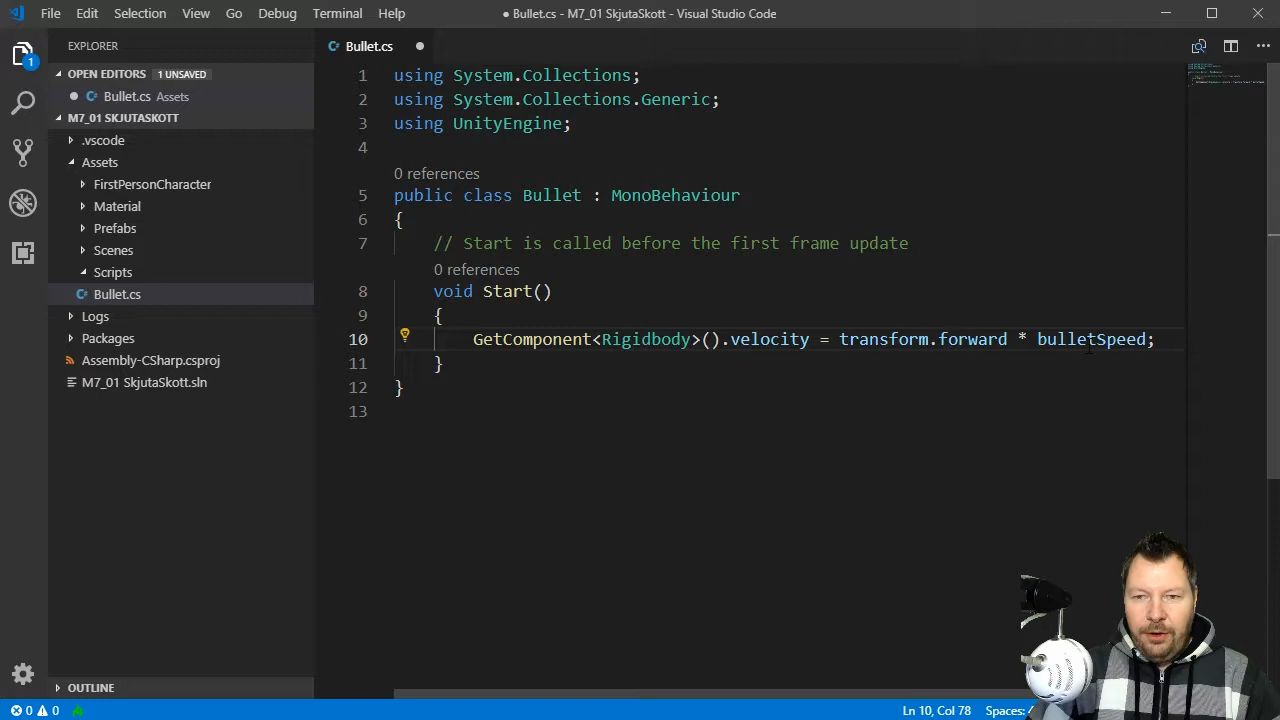 File Edit Selection View Go Debug Terminal Help
● Bullet.cs - M7_01 SkjutaSkott - Visual Studio Code
EXPLORER
OPEN EDITORS 1 UNSAVED
Bullet.cs Assets
M7_01 SKJUTASKOTT
.vscode
Assets
FirstPersonCharacter
Material
Prefabs
Scenes
Scripts
Bullet.cs
Logs
Packages
Assembly-CSharp.csproj
M7_01 SkjutaSkott.sln
OUTLINE
1
Bullet.cs
1 using System.Collections;
2 using System.Collections.Generic;
3 using UnityEngine;
4
0 references
5 public class Bullet : MonoBehaviour
6 {
7 // Start is called before the first frame update
0 references
8 void Start()
9 {
10 GetComponent<Rigidbody>().velocity = transform.forward * bulletSpeed;
11 }
12 }
13
0 0 Ln 10, Col 78 Spaces: